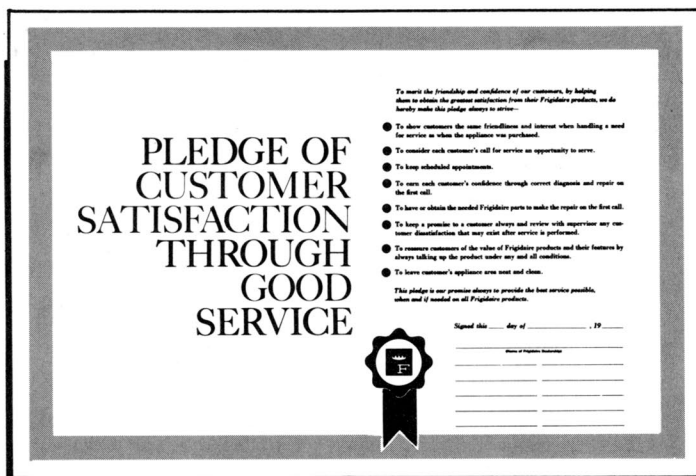 PLEDGE OF
CUSTOMER
SATISFACTION
THROUGH
GOOD
SERVICE
To merit the friendship and confidence of our customers, by helping
them to obtain the greatest satisfaction from their Frigidaire products, we do
hereby make this pledge always to strive—
To show customers the same friendliness and interest when handling a need
for service as when the appliance was purchased.
To consider each customer's call for service an opportunity to serve.
To keep scheduled appointments.
To earn each customer's confidence through correct diagnosis and repair on
the first call.
To have or obtain the needed Frigidaire parts to make the repair on the first call.
To keep a promise to a customer always and review with supervisor any cus-
tomer dissatisfaction that may exist after service is performed.
To reassure customers of the value of Frigidaire products and their features by
always talking up the product under any and all conditions.
To leave customer's appliance area neat and clean.
This pledge is our promise always to provide the best service possible,
when and if needed on all Frigidaire products.
Signed this ____ day of ____________, 19 ____
(Name of Frigidaire Dealership)
F